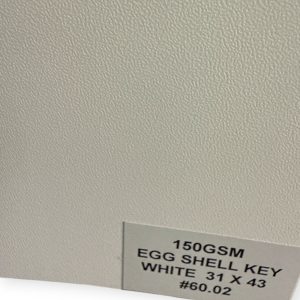 150GSM
EGG SHELL KEY
WHITE 31 X 43
#60.02